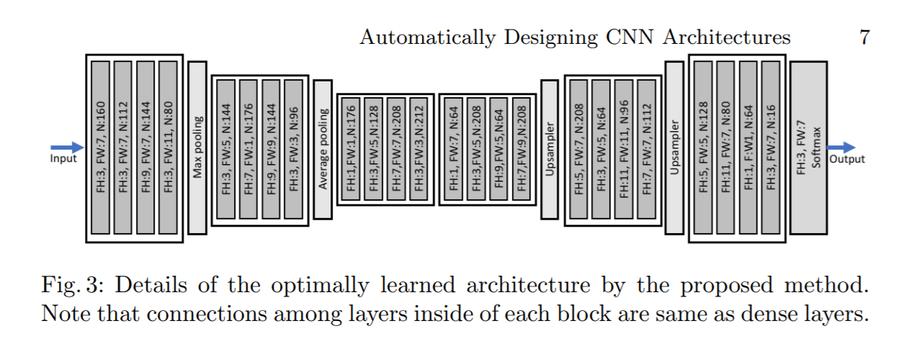 Automatically Designing CNN Architectures 7
Input
FH:3, FW:7, N:160
FH:3, FW:7, N:112
FH:9, FW:7, N:144
FH:3, FW:11, N:80
Max pooling
FH:3, FW:5, N:144
FH:7, FW:1, N:176
FH:9, FW:9, N:144
FH:3, FW:3, N:96
Average pooling
FH:1,FW:1,N:176
FH:3,FW:5,N:128
FH:7,FW:7,N:208
FH:3,FW:3,N:212
FH:1, FW:7, N:64
FH:3,FW:5,N:208
FH:9, FW:5,N:64
FH:7,FW:9,N:208
Upsampler
FH:5, FW:7, N:208
FH:3, FW:5, N:64
FH:11, FW:11, N:96
FH:7, FW:7, N:112
Upsampler
FH:5, FW:5, N:128
FH:11, FW:7, N:80
FH:1, F:W1, N:64
FH:3, FW:7, N:16
FH:3, FW:7
Softmax
Output
Fig. 3: Details of the optimally learned architecture by the proposed method.
Note that connections among layers inside of each block are same as dense layers.